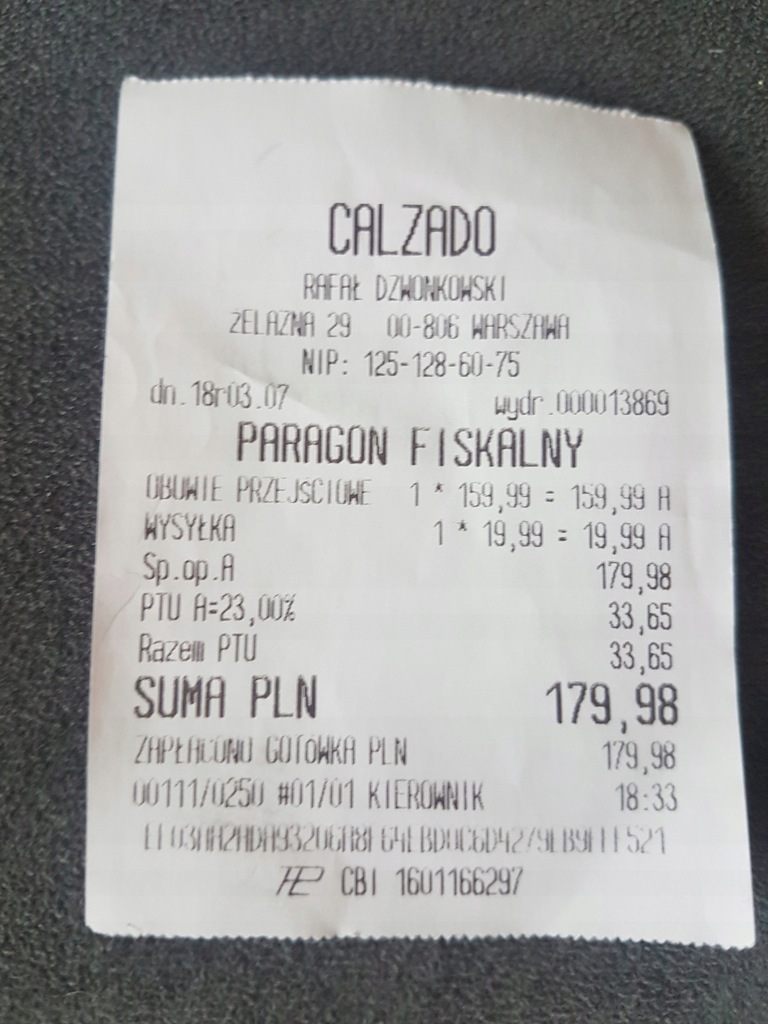 CALZADO
RAFAŁ DZWONKOWSKI
ŻELAZNA 29 00-806 WARSZAWA
NIP: 125-128-60-75
dn.18r03.07 wydr.000013869
PARAGON FISKALNY
OBUWIE PRZEJŚCIOWE 1 * 159,99 = 159,99 A
WYSYŁKA 1 * 19,99 = 19,99 A
Sp.op.A 179,98
PTU A=23,00% 33,65
Razem PTU 33,65
SUMA PLN 179,98
ZAPŁACONO GOTÓWKA PLN 179,98
00111/0250 #01/01 KIEROWNIK 18:33
CBI 1601166297